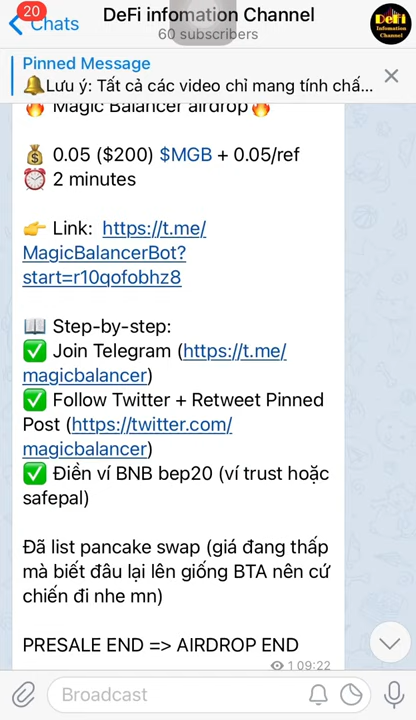 20
Chats
DeFi infomation Channel
60 subscribers
DeFi
Infomation
Channel
Pinned Message
🔔Lưu ý: Tất cả các video chỉ mang tính chấ...
🔥 Magic Balancer airdrop🔥
💰 0.05 ($200) $MGB + 0.05/ref
⏰ 2 minutes
👉 Link: https://t.me/
MagicBalancerBot?
start=r10qofobhz8
📖 Step-by-step:
✅ Join Telegram (https://t.me/
magicbalancer)
✅ Follow Twitter + Retweet Pinned
Post (https://twitter.com/
magicbalancer)
✅ Điền ví BNB bep20 (ví trust hoặc
safepal)
Đã list pancake swap (giá đang thấp
mà biết đâu lại lên giống BTA nên cứ
chiến đi nhe mn)
PRESALE END => AIRDROP END
1 09:22
Broadcast